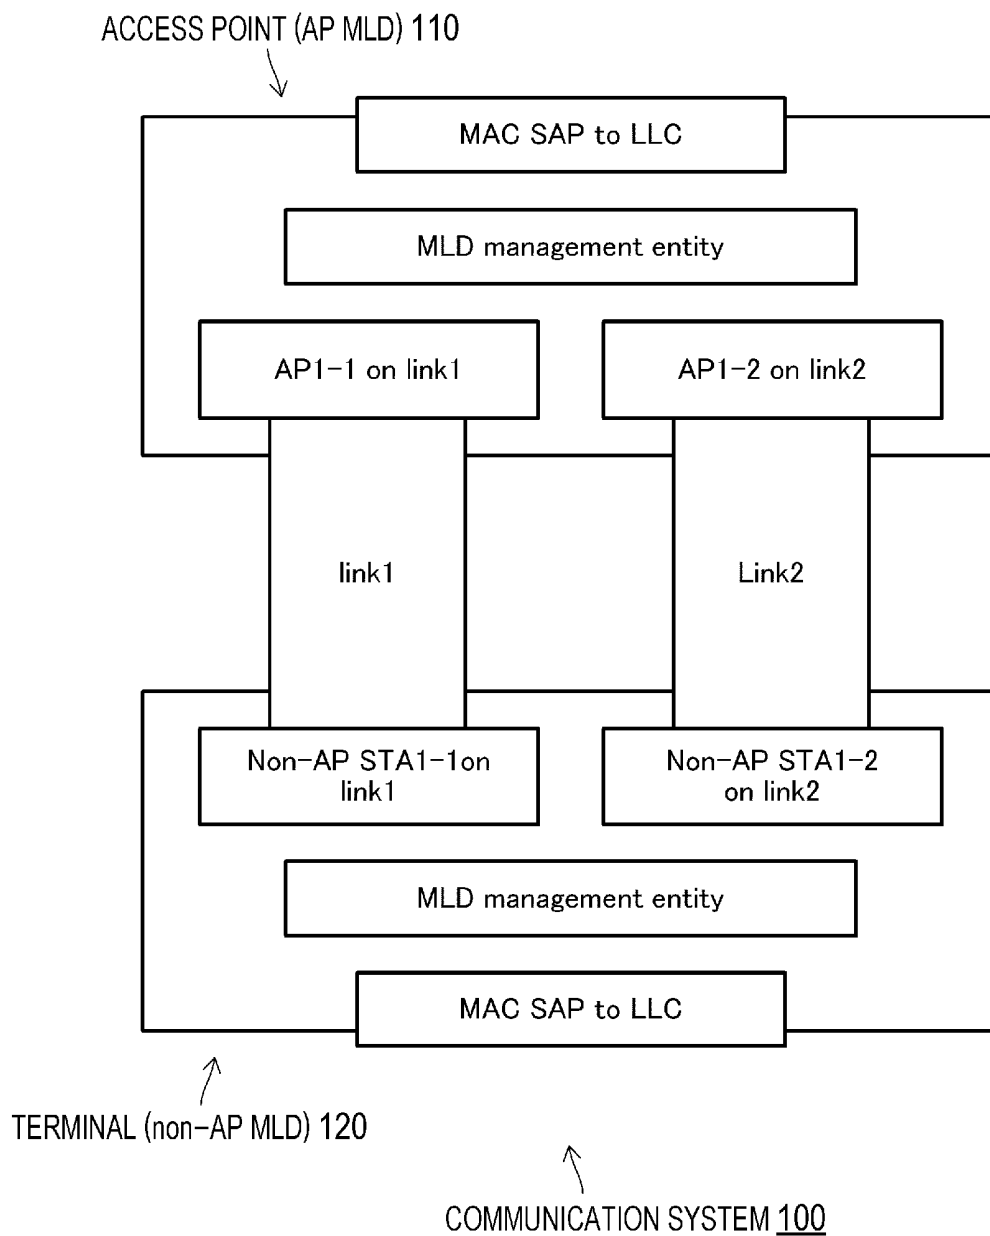 ACCESS POINT (AP MLD) 110
MAC SAP to LLC
MLD management entity
AP1-1 on link1
AP1-2 on link2
link1
Link2
Non-AP STA1-1on
link1
Non-AP STA1-2
on link2
MLD management entity
MAC SAP to LLC
TERMINAL (non-AP MLD) 120
COMMUNICATION SYSTEM 100